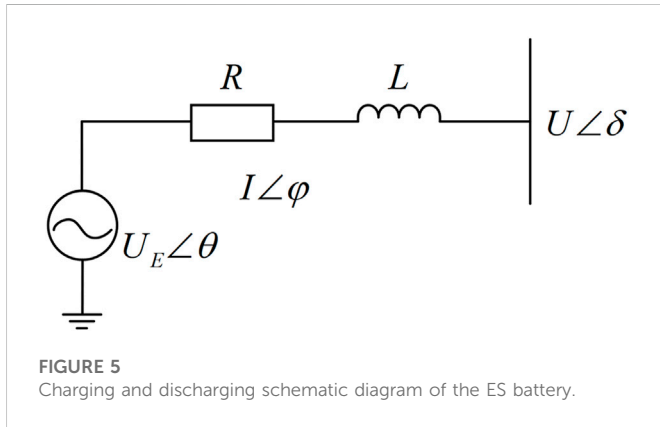 R L
U∠δ
I∠φ
U_E∠θ
FIGURE 5
Charging and discharging schematic diagram of the ES battery.